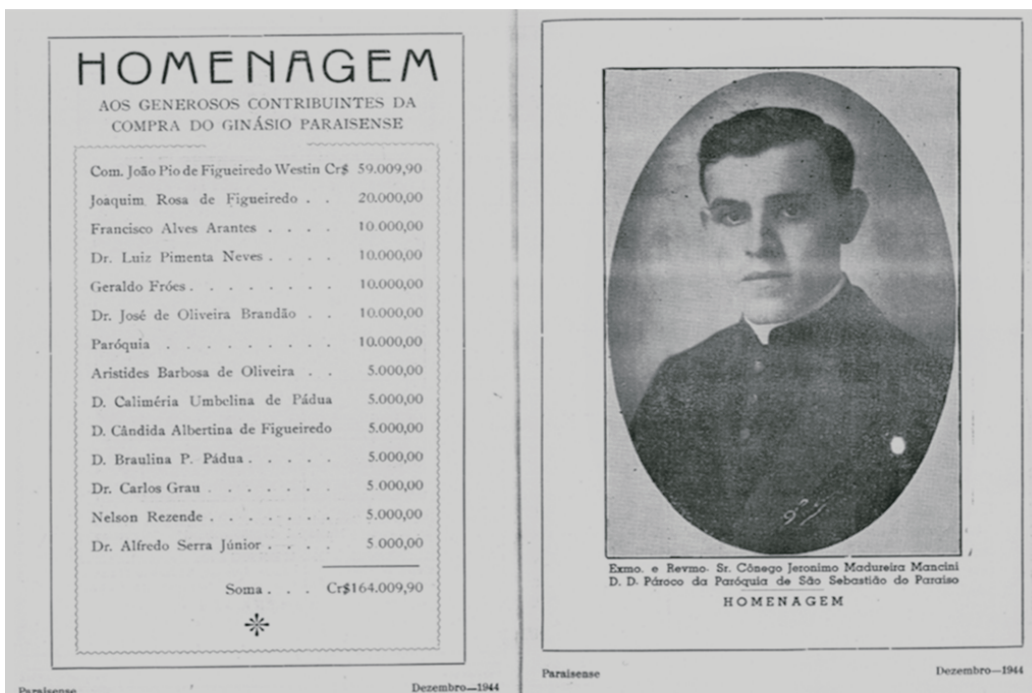 HOMENAGEM
AOS GENEROSOS CONTRIBUINTES DA
COMPRA DO GINÁSIO PARAISENSE
Com. João Pio de Figueiredo Westin Cr$ 59.009,90
Joaquim Rosa de Figueiredo . . 20.000,00
Francisco Alves Arantes . . . . 10.000,00
Dr. Luiz Pimenta Neves . . . . 10.000,00
Geraldo Fróes . . . . . . . 10.000,00
Dr. José de Oliveira Brandão . . 10.000,00
Paróquia . . . . . . . . 10.000,00
Aristides Barbosa de Oliveira . . 5.000,00
D. Caliméria Umbelina de Pádua 5.000,00
D. Cândida Albertina de Figueiredo 5.000,00
D. Braulina P. Pádua . . . . . 5.000,00
Dr. Carlos Grau . . . . . . . 5.000,00
Nelson Rezende . . . . . . . 5.000,00
Dr. Alfredo Serra Júnior . . . . 5.000,00
Soma . . . Cr$164.009,90
Paraisense Dezembro—1944
Exmo. e Revmo. Sr. Cônego Jeronimo Madureira Mancini
D. D. Pároco da Paróquia de São Sebastião do Paraiso
HOMENAGEM
Paraisense Dezembro—1944